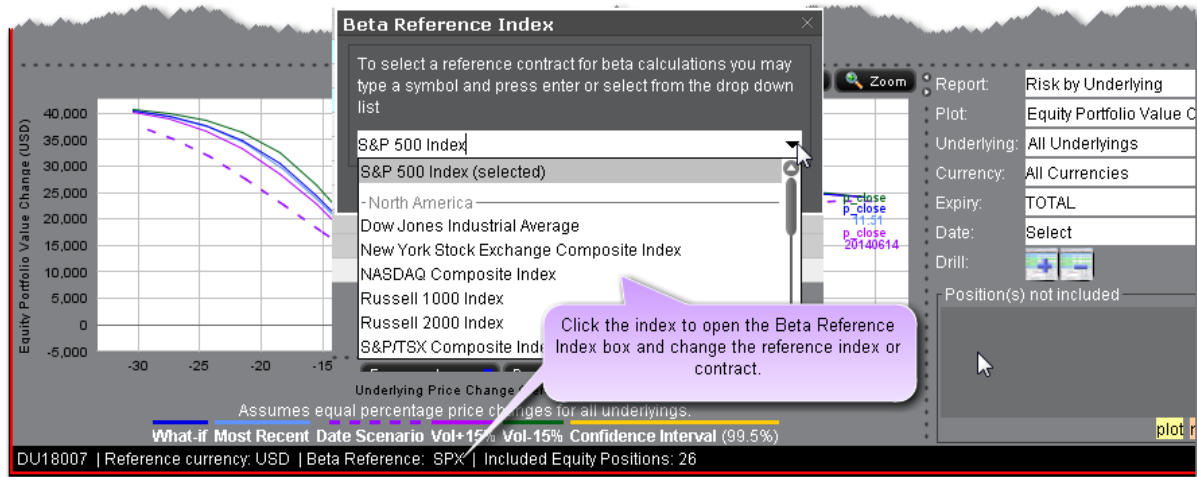 Beta Reference Index
To select a reference contract for beta calculations you may
type a symbol and press enter or select from the drop down
list
S&P 500 Index
S&P 500 Index (selected)
-North America
Dow Jones Industrial Average
New York Stock Exchange Composite Index
NASDAQ Composite Index
Russell 1000 Index
Russell 2000 Index
S&P/TSX Composite Inde
Click the index to open the Beta Reference
Index box and change the reference index or
contract.
Equity Portfolio Value Change (USD)
40,000
35,000
30,000
25,000
20,000
15,000
10,000
5,000
0
-5,000
-30
-25
-20
-15
Underlying Price Change
Zoom
p_close
p_close
11.51
p_close
20140614
Report: Risk by Underlying
Plot: Equity Portfolio Value C
Underlying: All Underlyings
Currency: All Currencies
Expiry: TOTAL
Date: Select
Drill:
Position(s) not included
plot
Assumes equal percentage price changes for all underlyings.
What-if Most Recent Date Scenario Vol+15% Vol-15% Confidence Interval (99.5%)
DU18007 | Reference currency: USD | Beta Reference: SPX | Included Equity Positions: 26